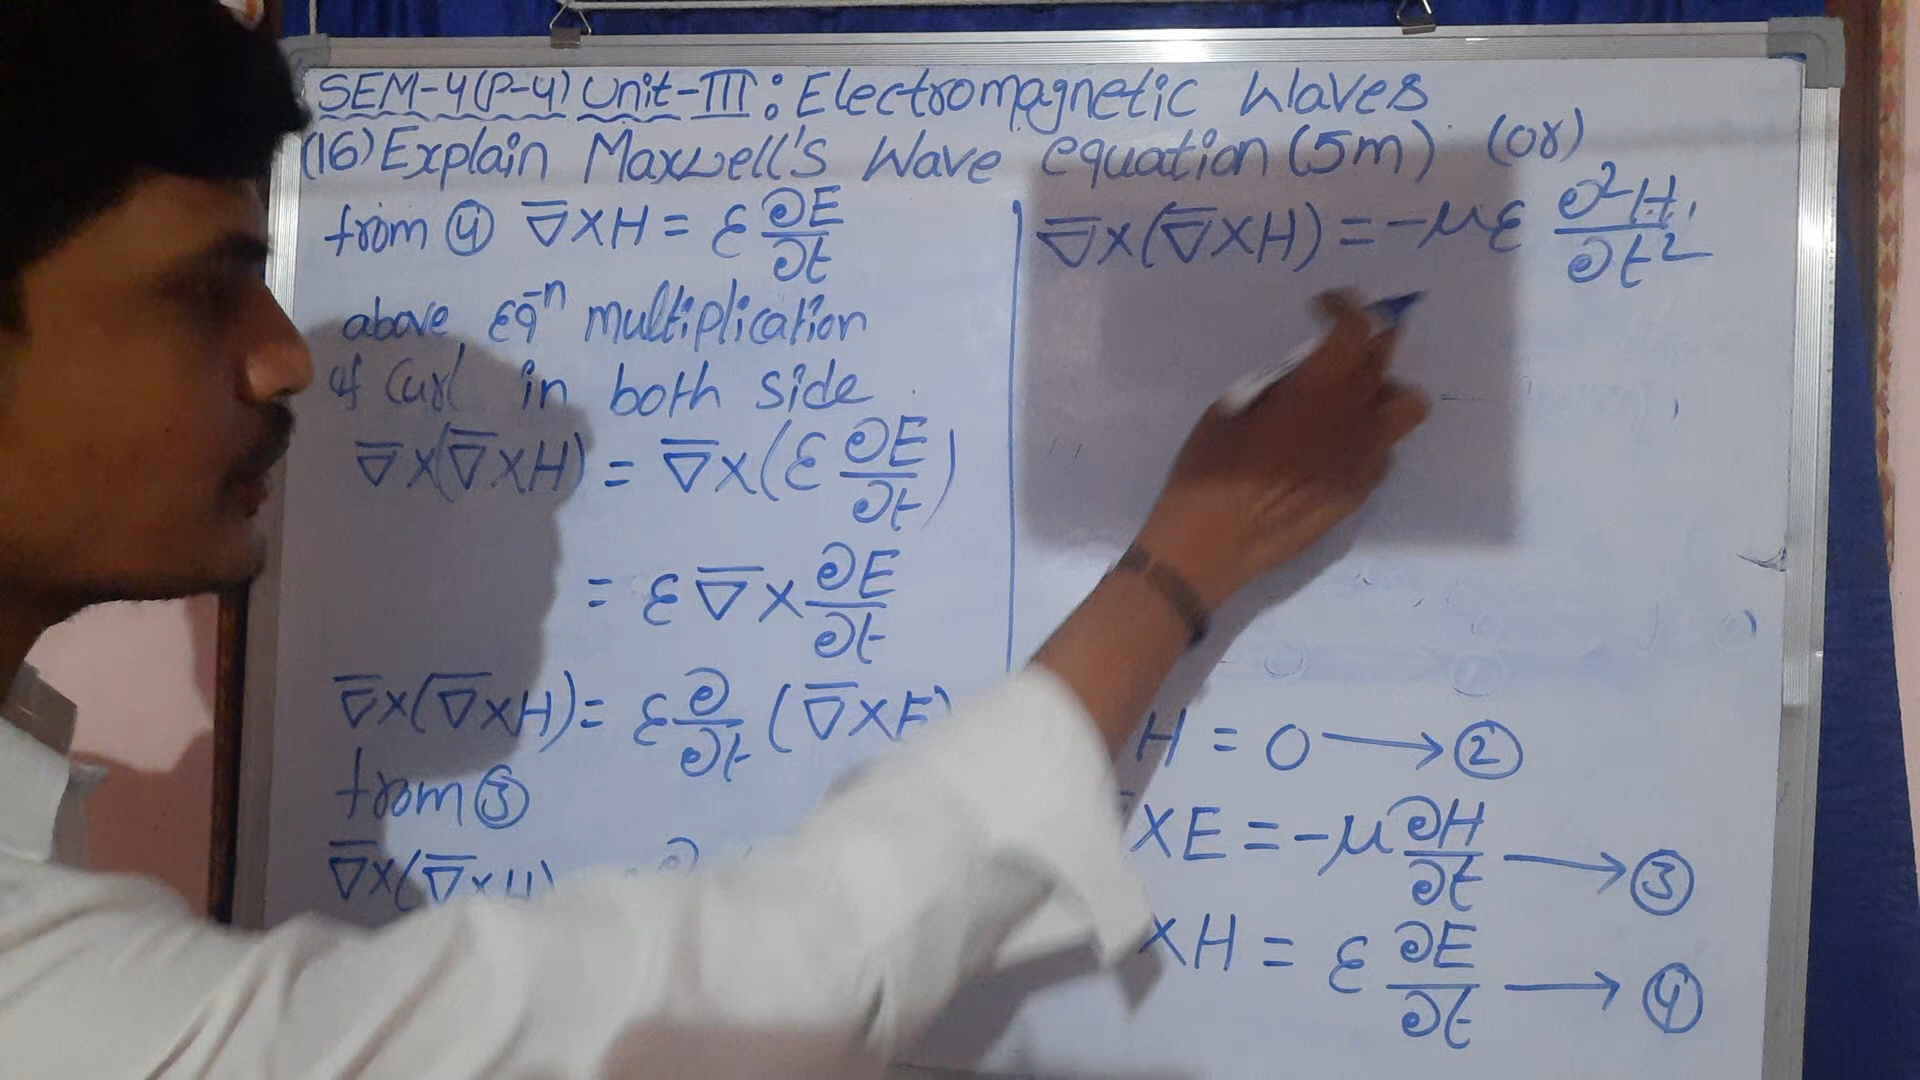 SEM-4(P-4) Unit-III: Electromagnetic Waves
(16) Explain Maxwell's Wave equation (5m) (or)
from ④ ∇̅×H = ε ∂E/∂t
above Eq̅ⁿ multiplication
of Curl in both side
∇̅×(∇̅×H) = ∇̅×(ε ∂E/∂t)
= ε ∇̅× ∂E/∂t
∇̅×(∇̅×H) = ε ∂/∂t (∇̅×E)
from ③
∇̅×(∇̅×H)
∇̅×(∇̅×H) = -με ∂²H/∂t²
H = 0 → ②
×E = -μ ∂H/∂t → ③
×H = ε ∂E/∂t → ④